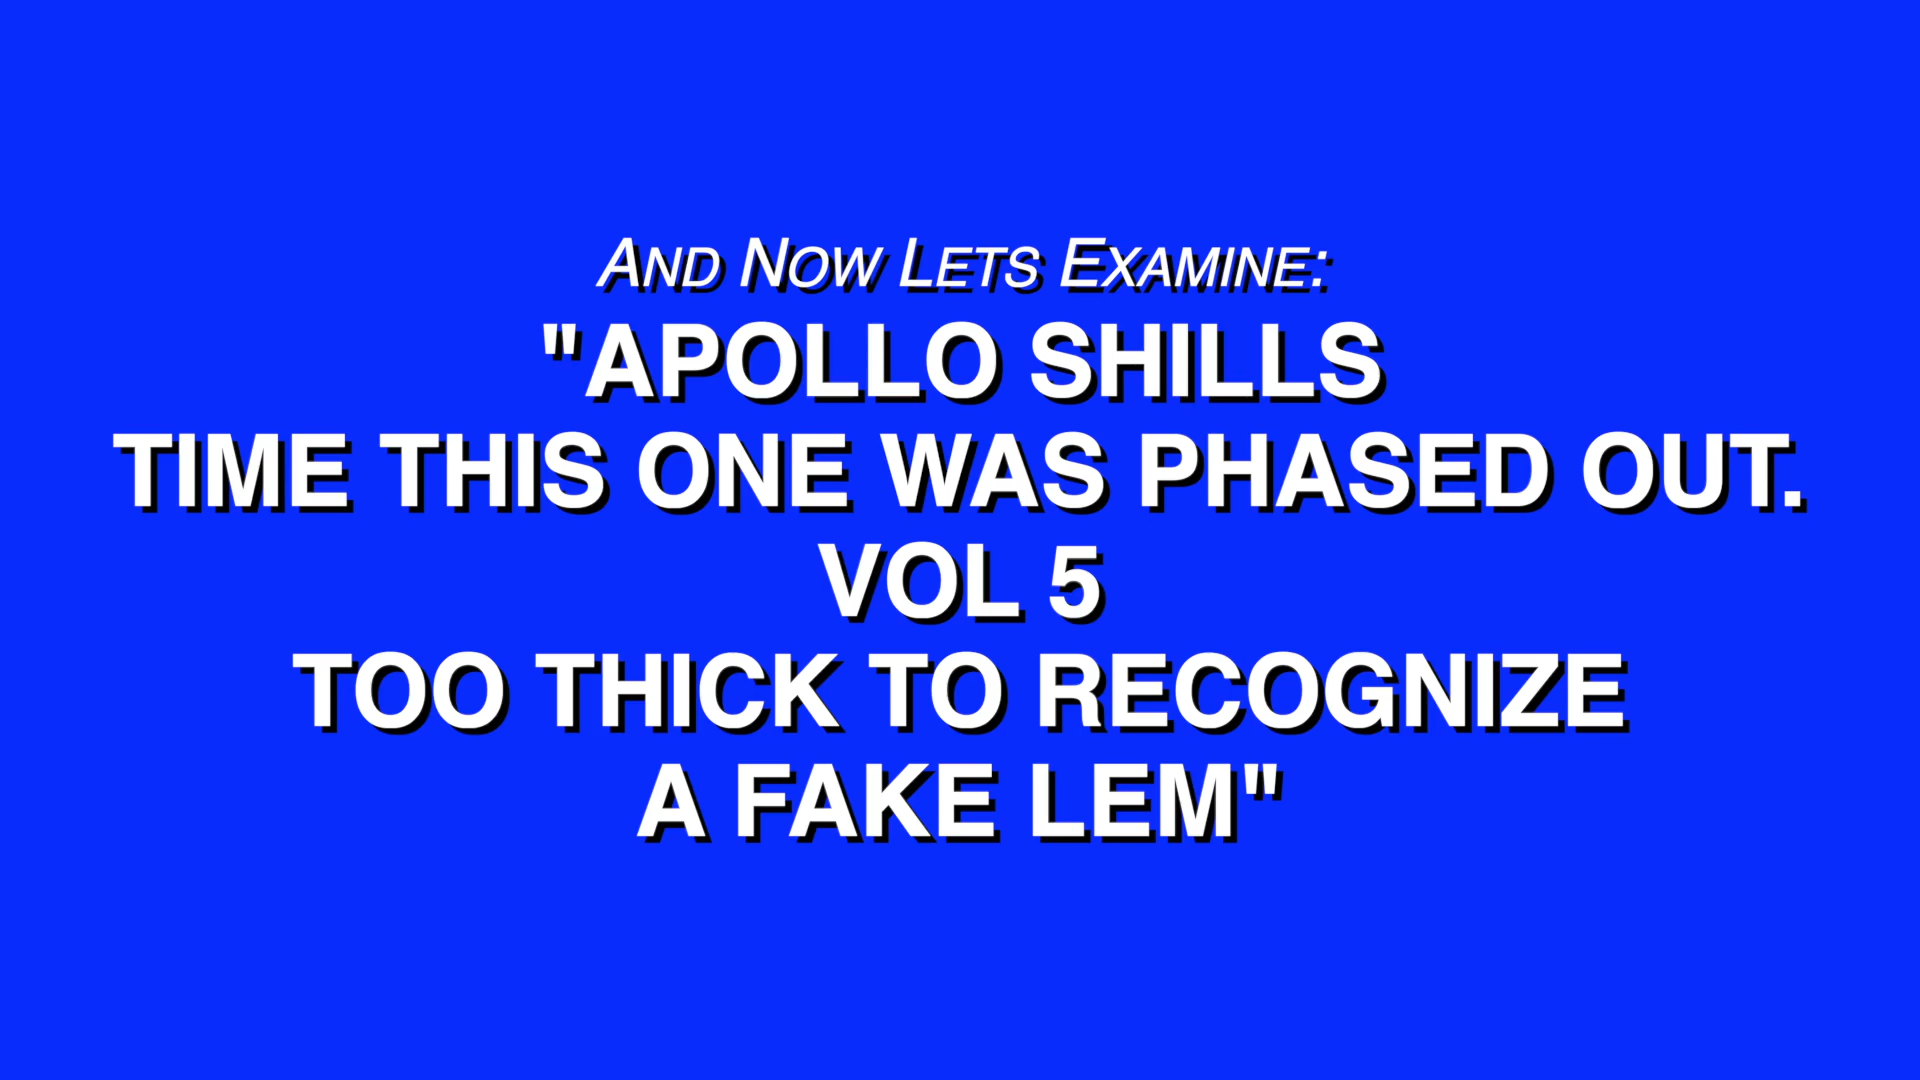 And Now Lets Examine:
"APOLLO SHILLS
TIME THIS ONE WAS PHASED OUT.
VOL 5
TOO THICK TO RECOGNIZE
A FAKE LEM"